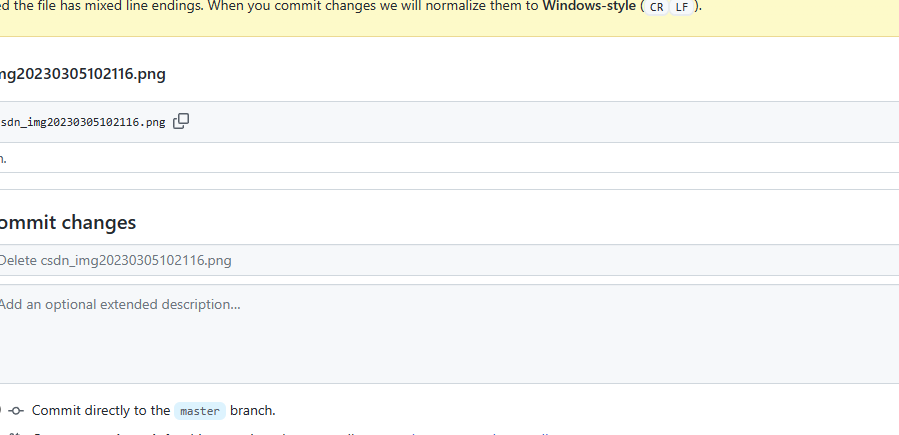 ed the file has mixed line endings. When you commit changes we will normalize them to Windows-style ( CR LF ).
mg20230305102116.png
sdn_img20230305102116.png
n.
ommit changes
Delete csdn_img20230305102116.png
Add an optional extended description...
Commit directly to the master branch.